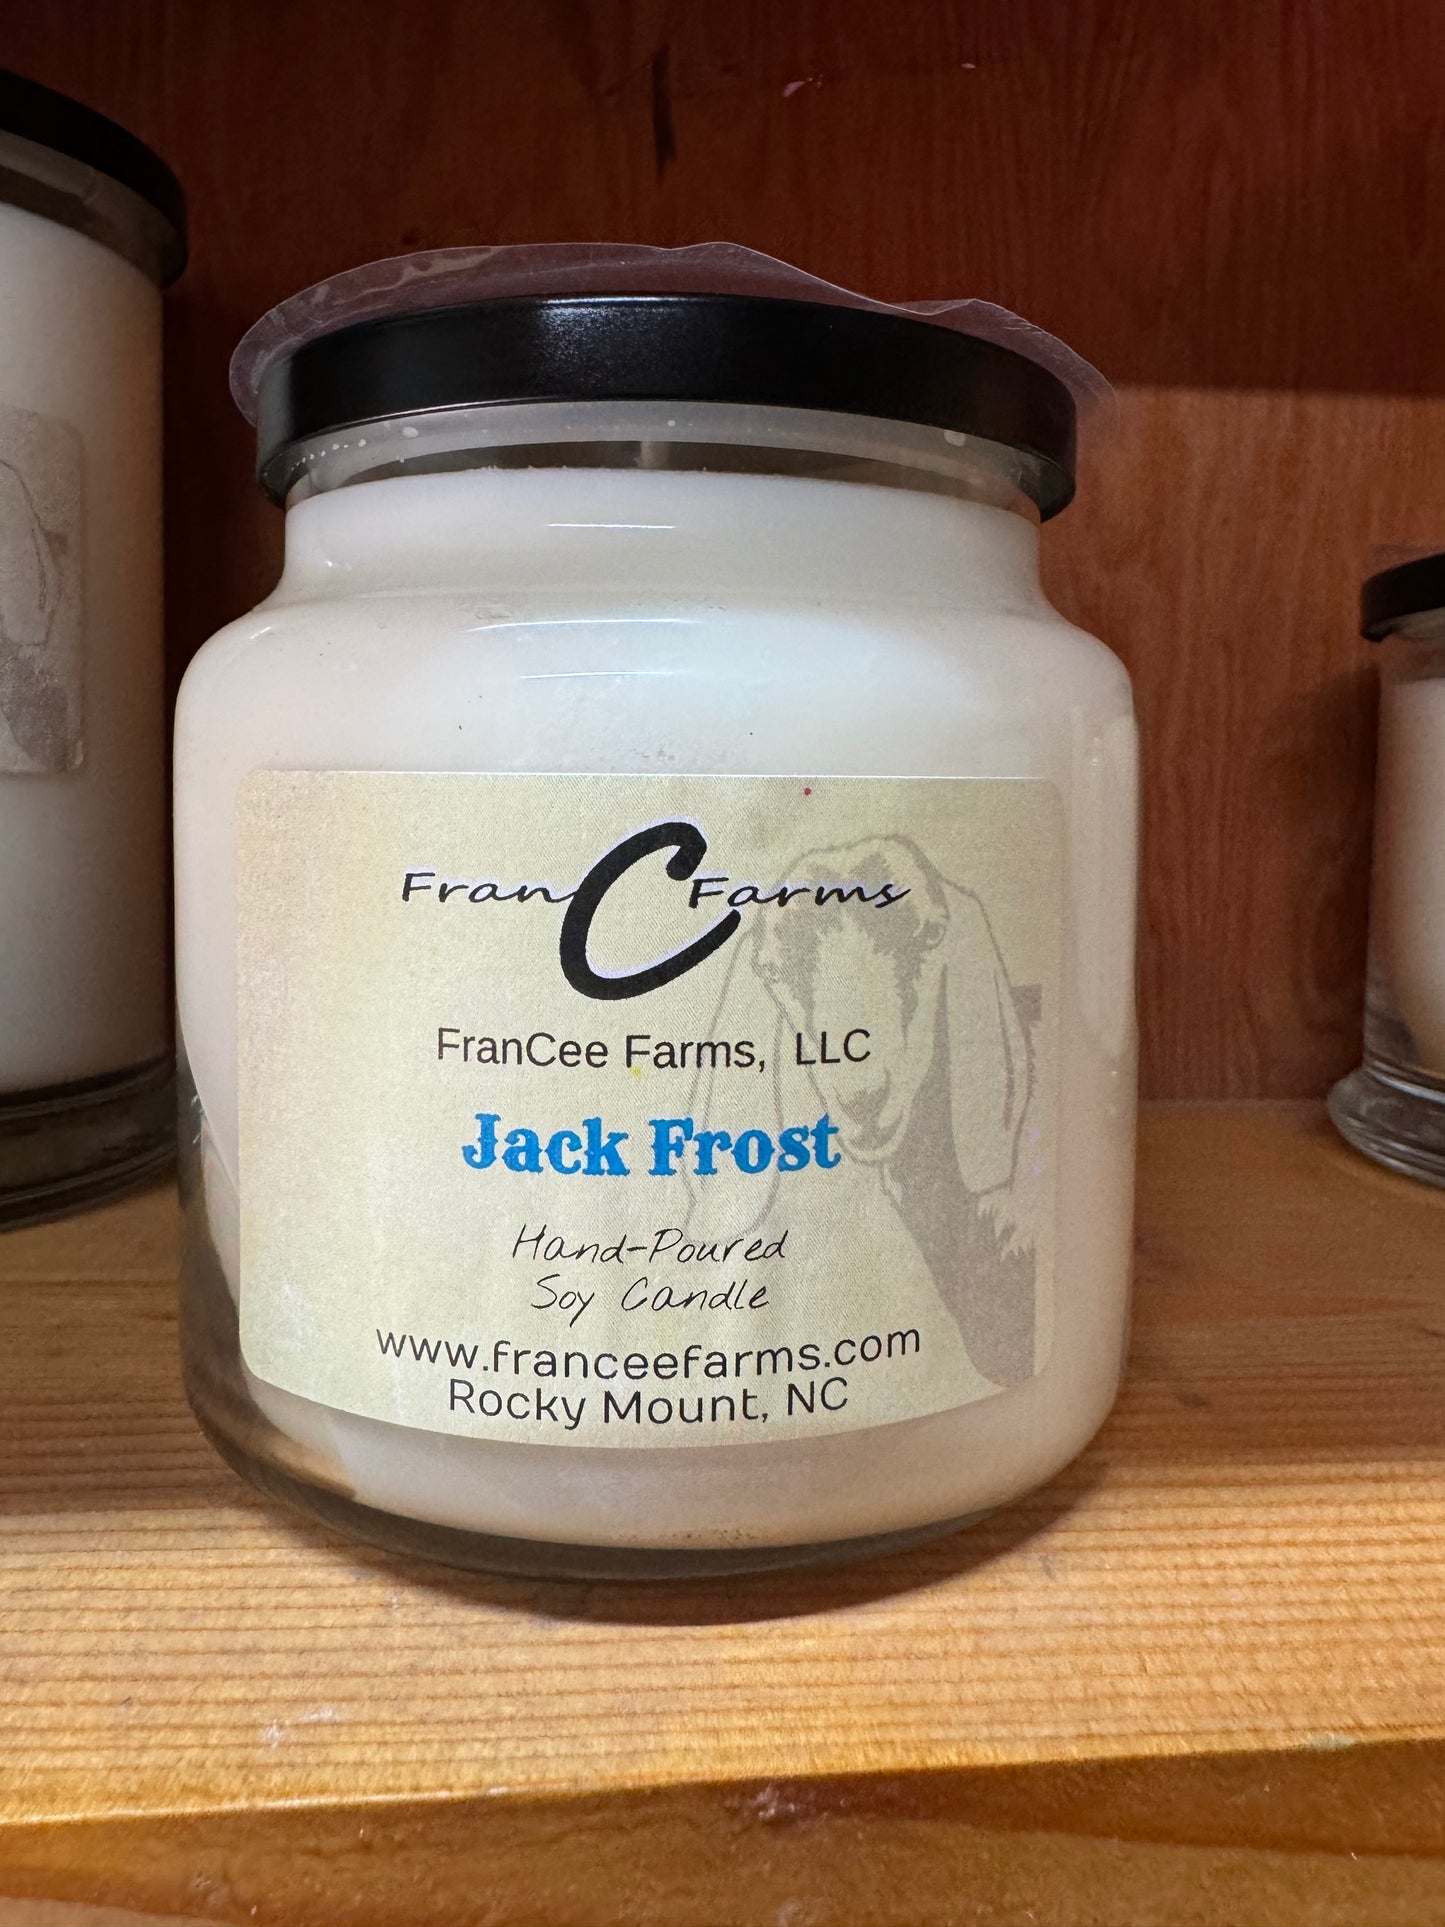 Fran C Farms
FranCee Farms, LLC
Jack Frost
Hand-Poured
Soy Candle
www.franceefarms.com
Rocky Mount, NC